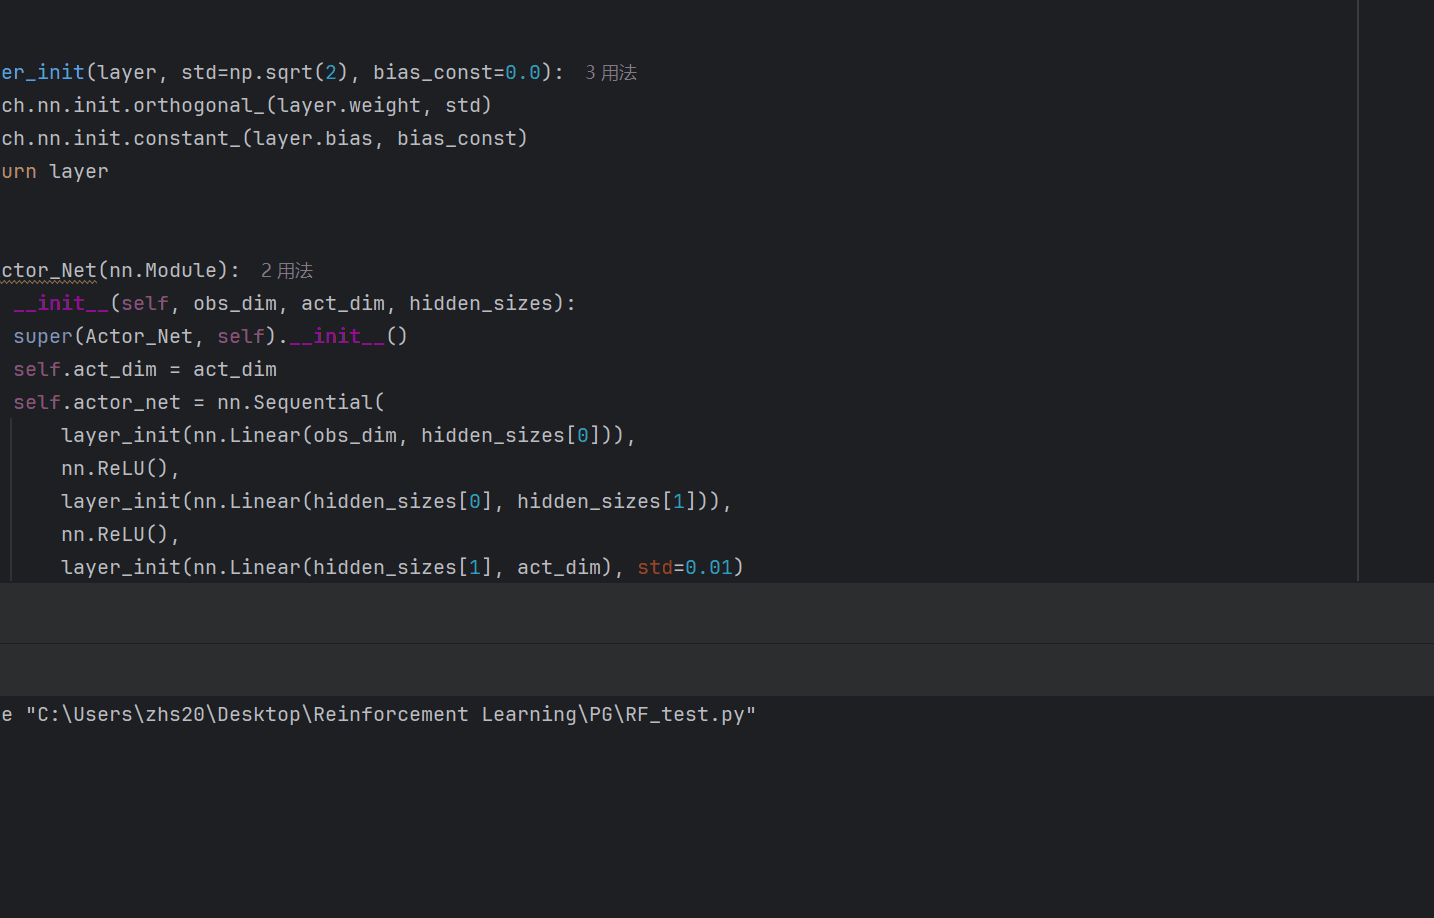 er_init(layer, std=np.sqrt(2), bias_const=0.0): 3 用法
ch.nn.init.orthogonal_(layer.weight, std)
ch.nn.init.constant_(layer.bias, bias_const)
urn layer
ctor_Net(nn.Module): 2 用法
__init__(self, obs_dim, act_dim, hidden_sizes):
super(Actor_Net, self).__init__()
self.act_dim = act_dim
self.actor_net = nn.Sequential(
layer_init(nn.Linear(obs_dim, hidden_sizes[0])),
nn.ReLU(),
layer_init(nn.Linear(hidden_sizes[0], hidden_sizes[1])),
nn.ReLU(),
layer_init(nn.Linear(hidden_sizes[1], act_dim), std=0.01)
e "C:\Users\zhs20\Desktop\Reinforcement Learning\PG\RF_test.py"